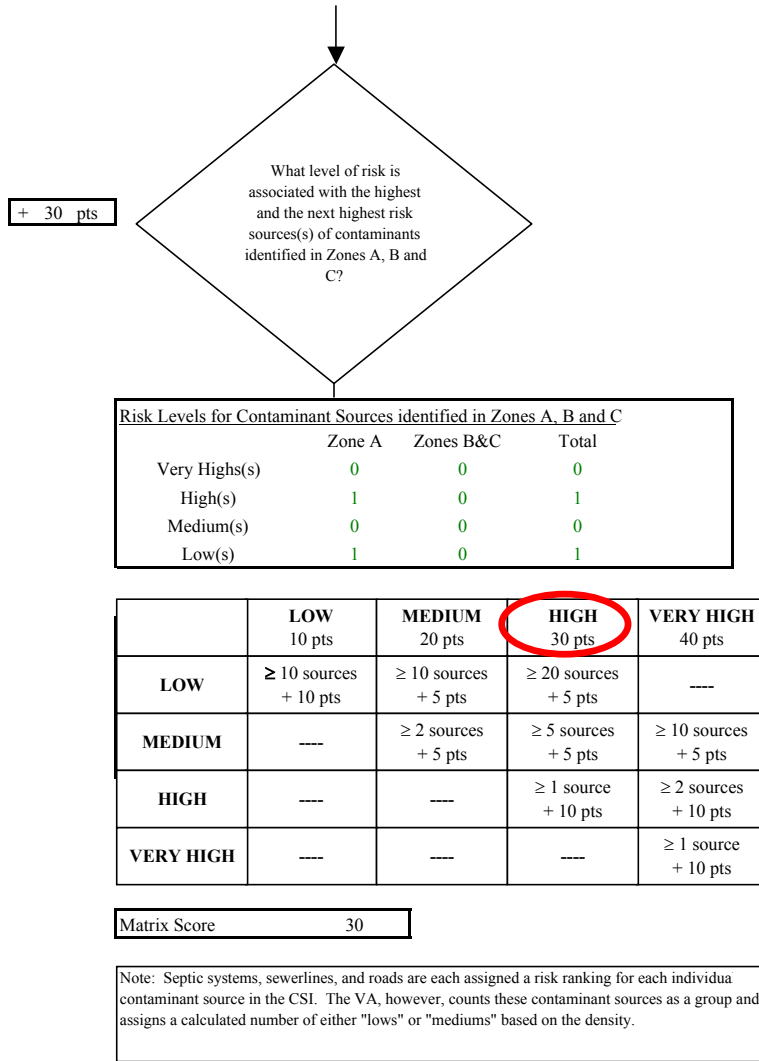 What level of risk is
associated with the highest
and the next highest risk
sources(s) of contaminants
identified in Zones A, B and
C?
+ 30 pts
Risk Levels for Contaminant Sources identified in Zones A, B and C
Zone A Zones B&C Total
Very Highs(s) 0 0 0
High(s) 1 0 1
Medium(s) 0 0 0
Low(s) 1 0 1
LOW MEDIUM HIGH VERY HIGH
10 pts 20 pts 30 pts 40 pts
LOW ≥ 10 sources ≥ 10 sources ≥ 20 sources ----
+ 10 pts + 5 pts + 5 pts
MEDIUM ---- ≥ 2 sources ≥ 5 sources ≥ 10 sources
+ 5 pts + 5 pts + 5 pts
HIGH ---- ---- ≥ 1 source ≥ 2 sources
+ 10 pts + 10 pts
VERY HIGH ---- ---- ---- ≥ 1 source
+ 10 pts
Matrix Score 30
Note: Septic systems, sewerlines, and roads are each assigned a risk ranking for each individua
contaminant source in the CSI. The VA, however, counts these contaminant sources as a group and
assigns a calculated number of either "lows" or "mediums" based on the density.